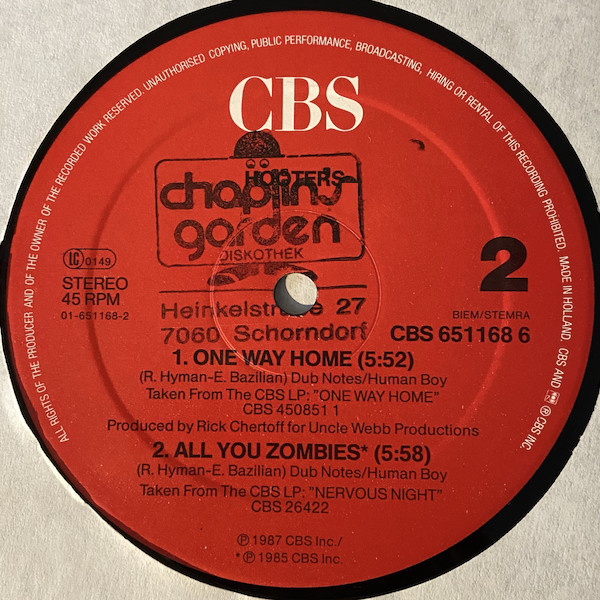 ALL RIGHTS OF THE PRODUCER AND OF THE OWNER OF THE RECORDED WORK RESERVED. UNAUTHORISED COPYING, PUBLIC PERFORMANCE, BROADCASTING, HIRING OR RENTAL OF THIS RECORDING PROHIBITED. MADE IN HOLLAND. CBS AND ® CBS INC.
CBS
HOOTERS
chaplin's
garden
DISKOTHEK
LC 0149
STEREO
45 RPM
01-651168-2
2
BIEM/STEMRA
Heinkelstraße 27
7060 Schorndorf
CBS 651168 6
1. ONE WAY HOME (5:52)
(R. Hyman-E. Bazilian) Dub Notes/Human Boy
Taken From The CBS LP: "ONE WAY HOME"
CBS 450851 1
Produced by Rick Chertoff for Uncle Webb Productions
2. ALL YOU ZOMBIES* (5:58)
(R. Hyman-E. Bazilian) Dub Notes/Human Boy
Taken From The CBS LP: "NERVOUS NIGHT"
CBS 26422
℗ 1987 CBS Inc./
* ℗ 1985 CBS Inc.